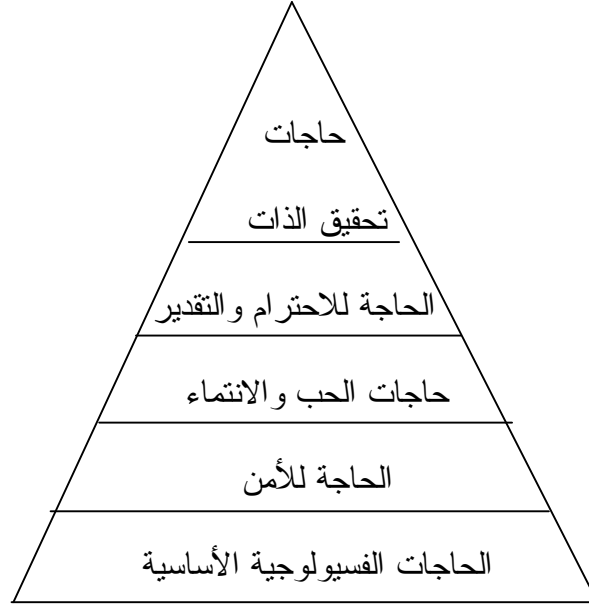 حاجات
تحقيق الذات
الحاجة للاحترام والتقدير
حاجات الحب والانتماء
الحاجة للأمن
الحاجات الفسيولوجية الأساسية